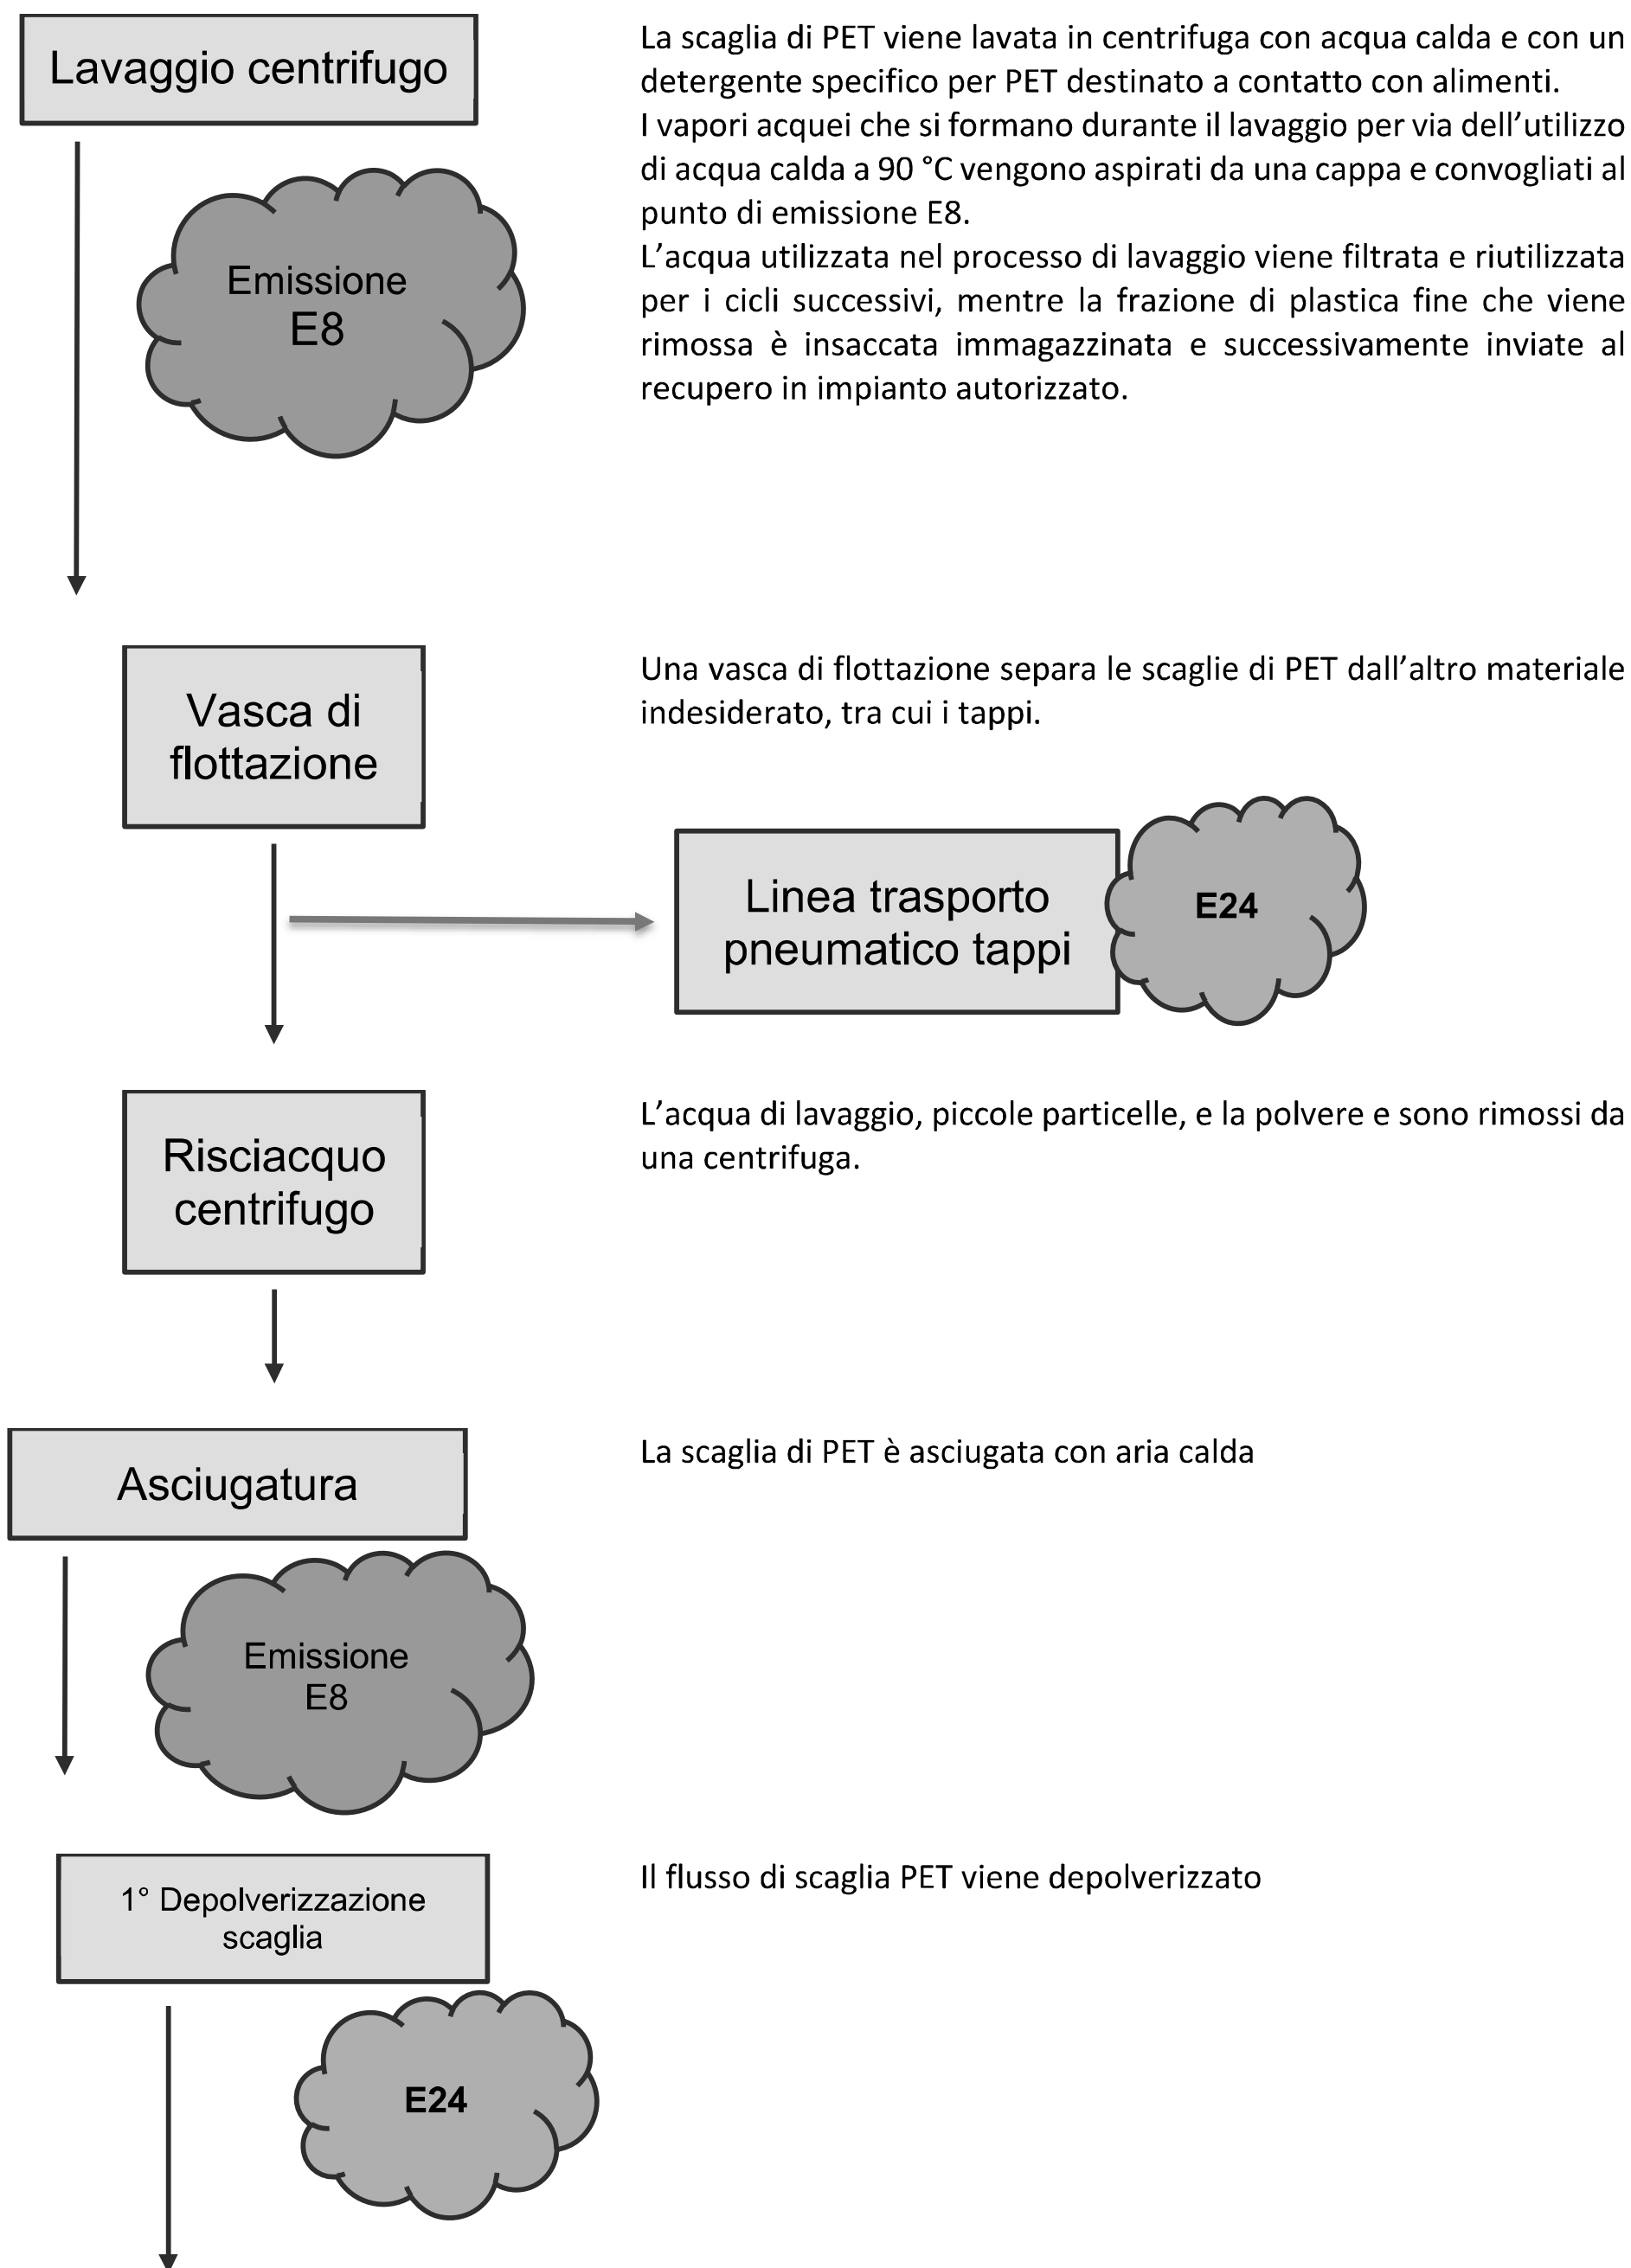 Lavaggio centrifugo
La scaglia di PET viene lavata in centrifuga con acqua calda e con un
detergente specifico per PET destinato a contatto con alimenti.
I vapori acquei che si formano durante il lavaggio per via dell’utilizzo
di acqua calda a 90 °C vengono aspirati da una cappa e convogliati al
punto di emissione E8.
L’acqua utilizzata nel processo di lavaggio viene filtrata e riutilizzata
per i cicli successivi, mentre la frazione di plastica fine che viene
rimossa è insaccata immagazzinata e successivamente inviate al
recupero in impianto autorizzato.
Emissione
E8
Vasca di
flottazione
Una vasca di flottazione separa le scaglie di PET dall’altro materiale
indesiderato, tra cui i tappi.
Linea trasporto
pneumatico tappi
E24
Risciacquo
centrifugo
L’acqua di lavaggio, piccole particelle, e la polvere e sono rimossi da
una centrifuga.
Asciugatura
La scaglia di PET è asciugata con aria calda
Emissione
E8
1° Depolverizzazione
scaglia
Il flusso di scaglia PET viene depolverizzato
E24